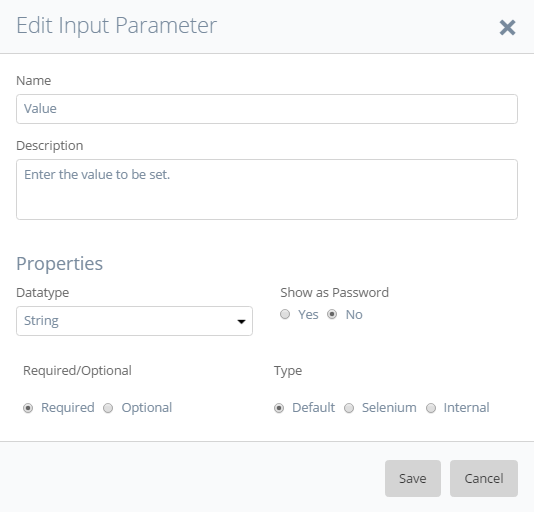 Edit Input Parameter
Name
Value
Description
Enter the value to be set.
Properties
Datatype
Show as Password
String
Yes No
Required/Optional
Type
Required Optional
Default Selenium Internal
Save Cancel